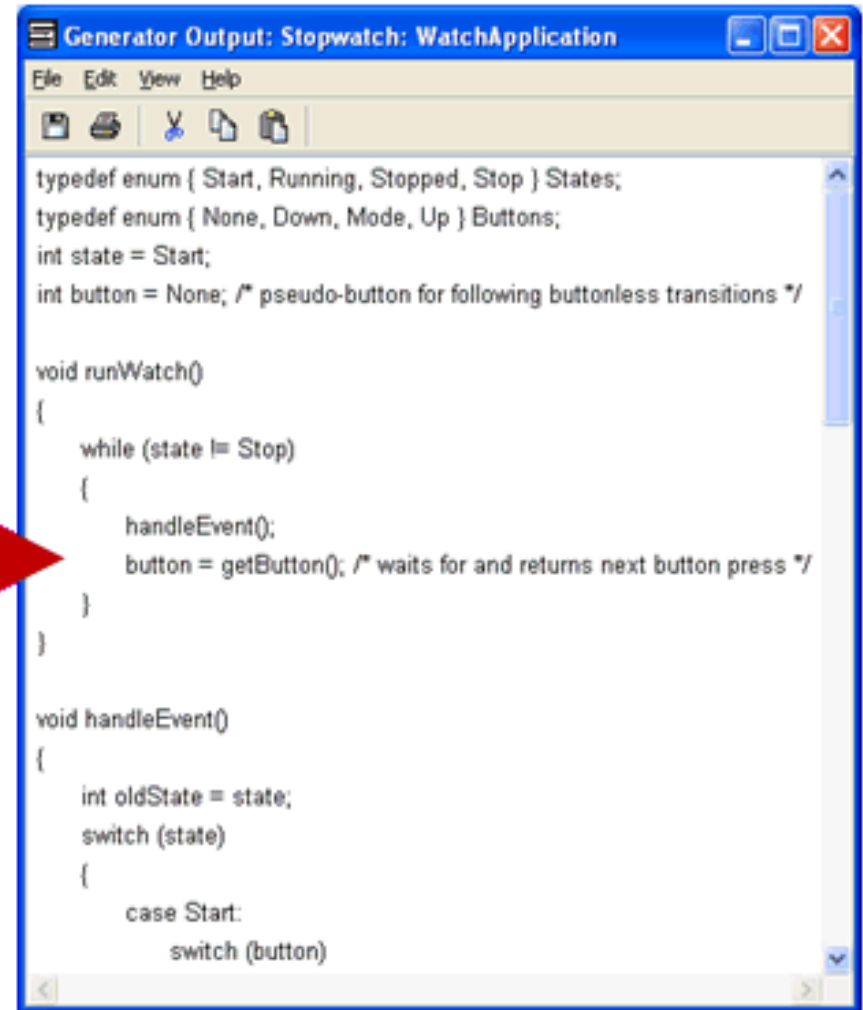 Generator Output: Stopwatch: WatchApplication
File Edit View Help
typedef enum { Start, Running, Stopped, Stop } States;
typedef enum { None, Down, Mode, Up } Buttons;
int state = Start;
int button = None; /* pseudo-button for following buttonless transitions */
void runWatch()
{
while (state != Stop)
{
handleEvent();
button = getButton(); /* waits for and returns next button press */
}
}
void handleEvent()
{
int oldState = state;
switch (state)
{
case Start:
switch (button)